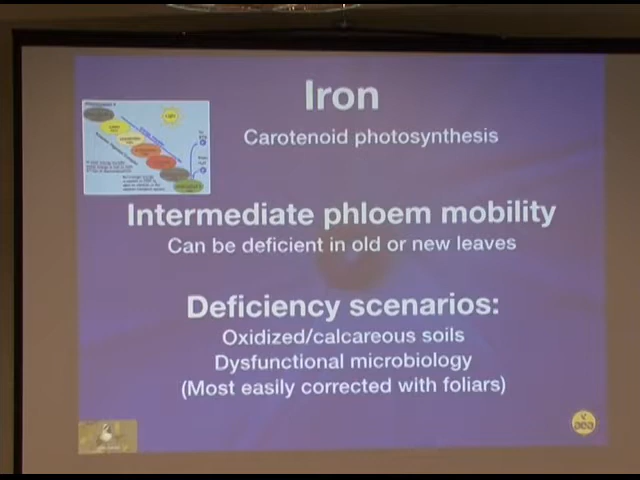 Iron
Carotenoid photosynthesis
Intermediate phloem mobility
Can be deficient in old or new leaves
Deficiency scenarios:
Oxidized/calcareous soils
Dysfunctional microbiology
(Most easily corrected with foliars)
aea